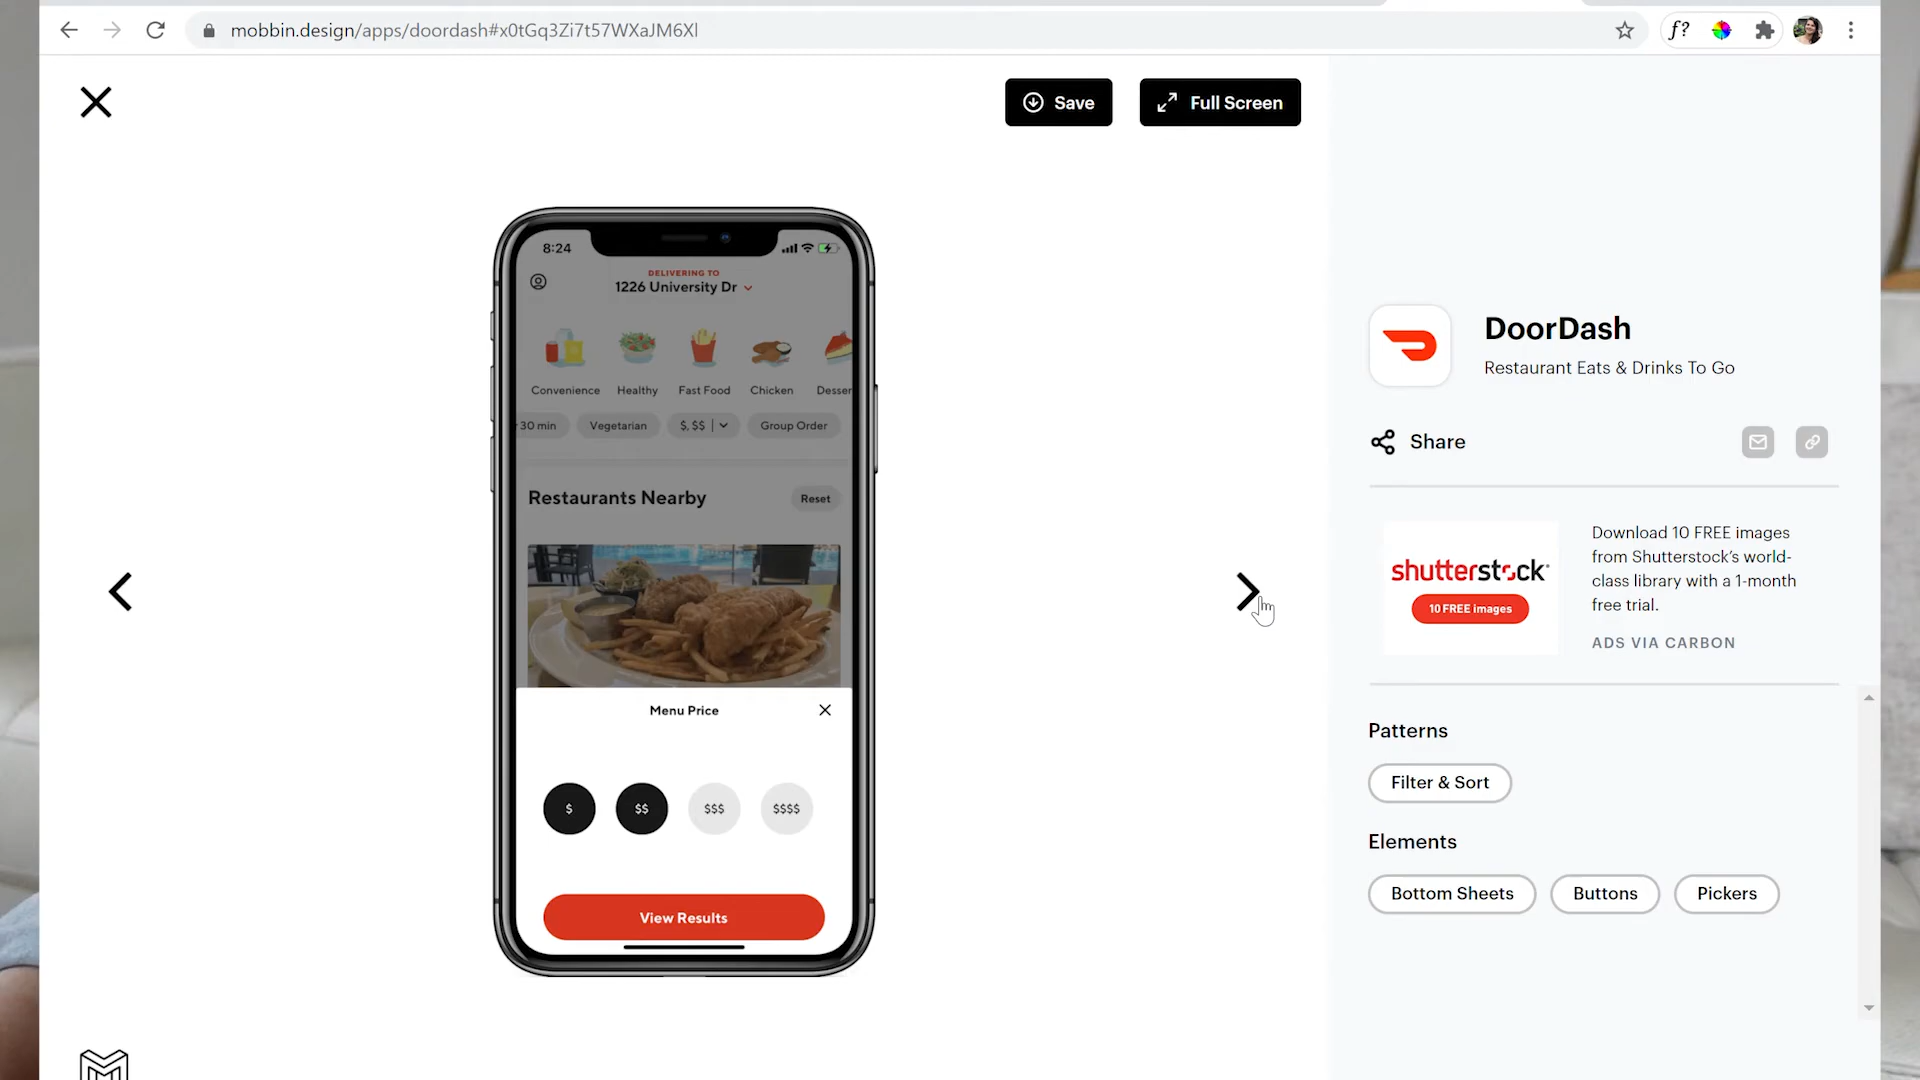 mobbin.design/apps/doordash#x0tGq3Zi7t57WXaJM6Xl
f?
Save
Full Screen
8:24
DELIVERING TO
1226 University Dr
Convenience
Healthy
Fast Food
Chicken
Desser
30 min
Vegetarian
$, $$
Group Order
Restaurants Nearby
Reset
Menu Price
$
$$
$$$
$$$$
View Results
DoorDash
Restaurant Eats & Drinks To Go
Share
shutterstock
10 FREE images
Download 10 FREE images
from Shutterstock’s world-
class library with a 1-month
free trial.
ADS VIA CARBON
Patterns
Filter & Sort
Elements
Bottom Sheets
Buttons
Pickers